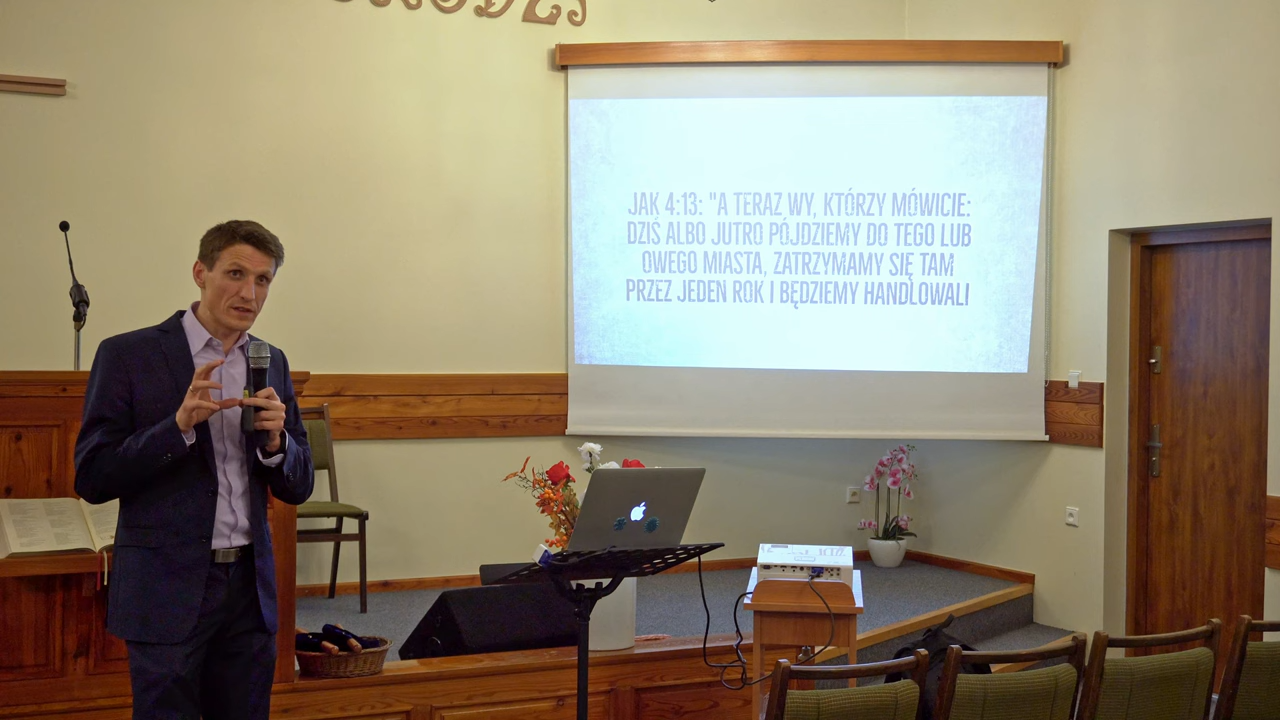 JAK 4:13: "A TERAZ WY, KTÓRZY MÓWICIE:
DZIŚ ALBO JUTRO PÓJDZIEMY DO TEGO LUB
OWEGO MIASTA, ZATRZYMAMY SIĘ TAM
PRZEZ JEDEN ROK I BĘDZIEMY HANDLOWALI